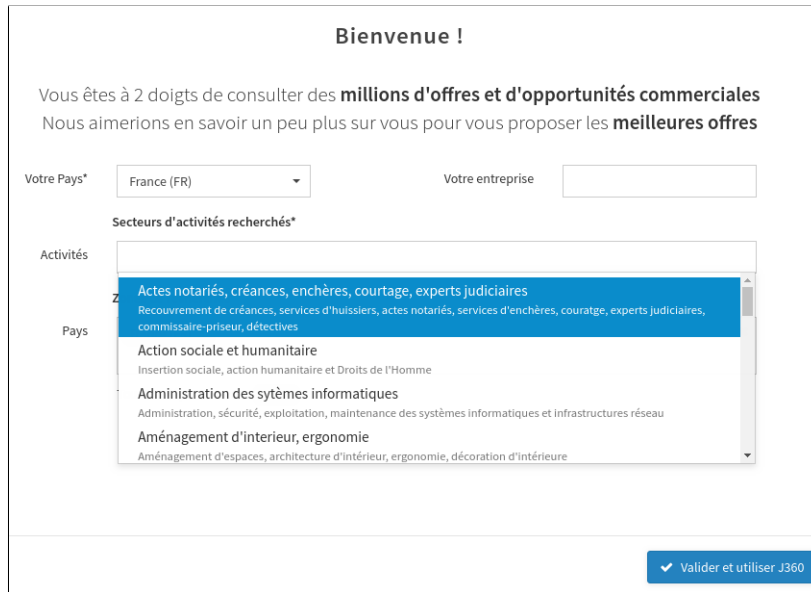 Bienvenue !
Vous êtes à 2 doigts de consulter des millions d'offres et d'opportunités commerciales
Nous aimerions en savoir un peu plus sur vous pour vous proposer les meilleures offres
Votre Pays*
France (FR)
Votre entreprise
Secteurs d'activités recherchés*
Activités
Z
Actes notariés, créances, enchères, courtage, experts judiciaires
Recouvrement de créances, services d'huissiers, actes notariés, services d'enchères, couratge, experts judiciaires,
commissaire-priseur, détectives
Pays
Action sociale et humanitaire
Insertion sociale, action humanitaire et Droits de l'Homme
Administration des sytèmes informatiques
Administration, sécurité, exploitation, maintenance des systèmes informatiques et infrastructures réseau
Aménagement d'interieur, ergonomie
Aménagement d'espaces, architecture d'intérieur, ergonomie, décoration d'intérieure
Valider et utiliser J360